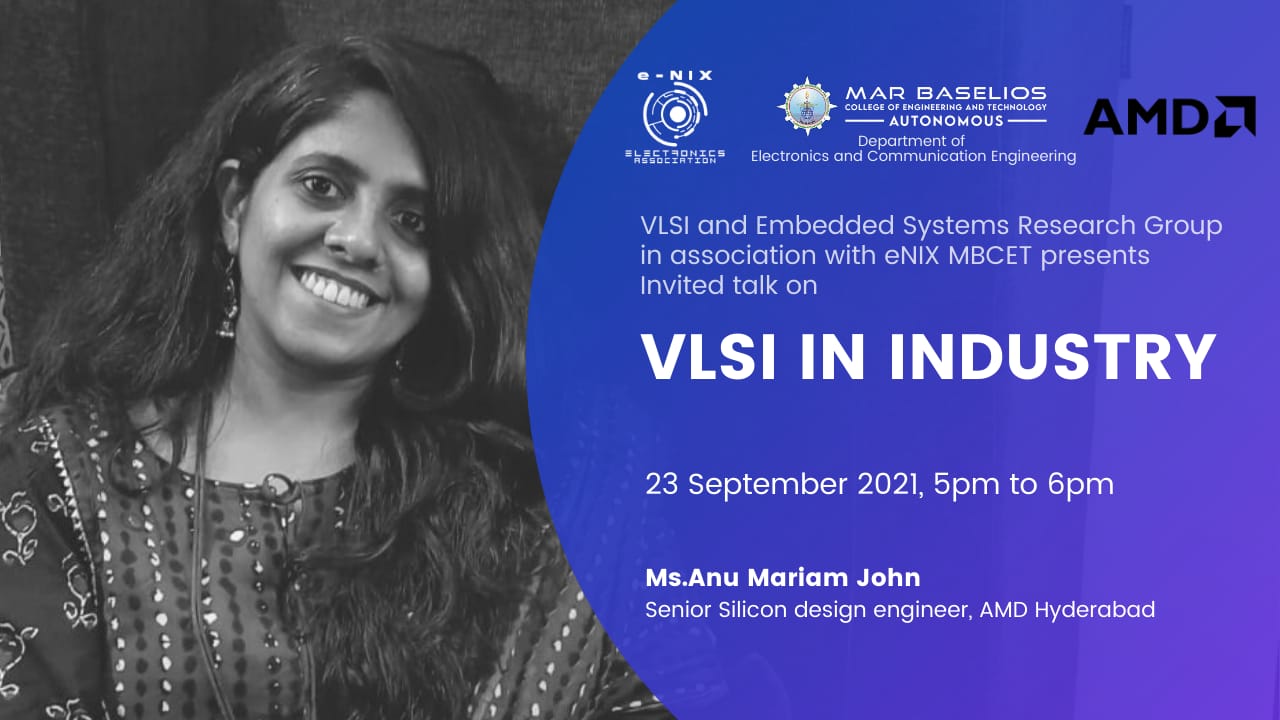 e-NIX
ELECTRONICS
ASSOCIATION
MAR BASELIOS
COLLEGE OF ENGINEERING AND TECHNOLOGY
AUTONOMOUS
Department of
Electronics and Communication Engineering
AMD
VLSI and Embedded Systems Research Group
in association with eNIX MBCET presents
Invited talk on
VLSI IN INDUSTRY
23 September 2021, 5pm to 6pm
Ms.Anu Mariam John
Senior Silicon design engineer, AMD Hyderabad